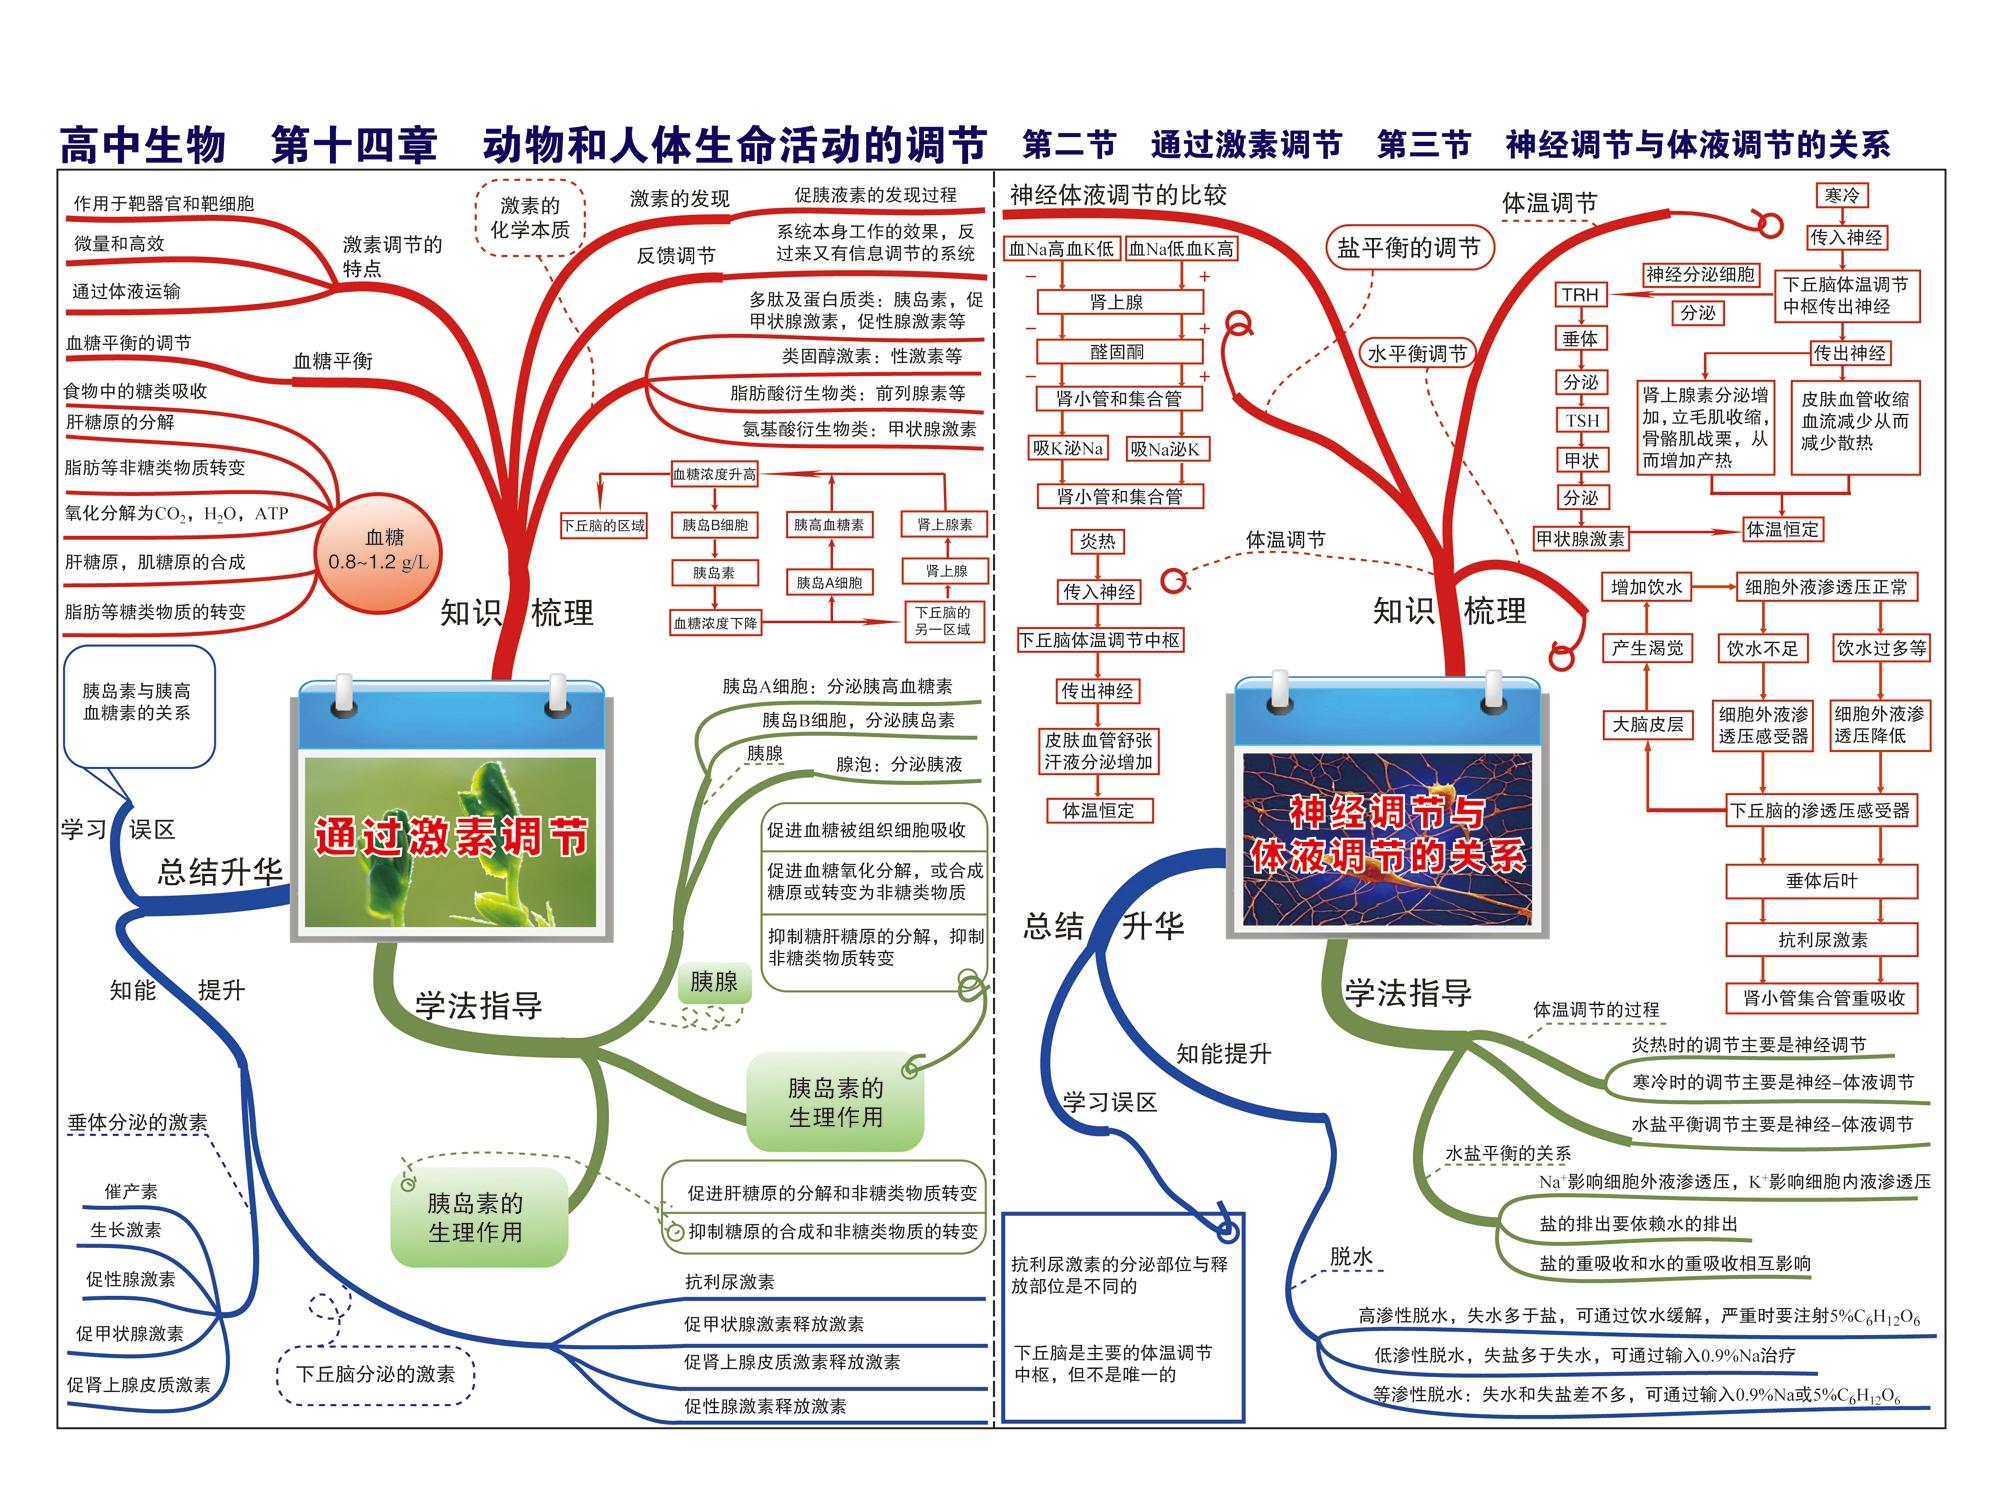 高中生物 第十四章 动物和人体生命活动的调节 第二节 通过激素调节 第三节 神经调节与体液调节的关系
作用于靶器官和靶细胞
微量和高效
通过体液运输
激素调节的
特点
血糖平衡的调节
血糖平衡
食物中的糖类吸收
肝糖原的分解
脂肪等非糖类物质转变
氧化分解为CO₂，H₂O，ATP
肝糖原，肌糖原的合成
脂肪等糖类物质的转变
血糖
0.8~1.2 g/L
激素的
化学本质
激素的发现
促胰液素的发现过程
反馈调节
系统本身工作的效果，反
过来又有信息调节的系统
多肽及蛋白质类：胰岛素，促
甲状腺激素，促性腺激素等
类固醇激素：性激素等
脂肪酸衍生物类：前列腺素等
氨基酸衍生物类：甲状腺激素
血糖浓度升高
下丘脑的区域
胰岛B细胞
胰高血糖素
肾上腺素
胰岛素
胰岛A细胞
肾上腺
血糖浓度下降
下丘脑的
另一区域
知识 梳理
胰岛素与胰高
血糖素的关系
学习 误区
总结升华
通过激素调节
胰岛A细胞：分泌胰高血糖素
胰岛B细胞，分泌胰岛素
胰腺
腺泡：分泌胰液
促进血糖被组织细胞吸收
促进血糖氧化分解，或合成
糖原或转变为非糖类物质
抑制糖肝糖原的分解，抑制
非糖类物质转变
知能 提升
学法指导
胰腺
胰岛素的
生理作用
胰岛素的
生理作用
促进肝糖原的分解和非糖类物质转变
抑制糖原的合成和非糖类物质的转变
垂体分泌的激素
催产素
生长激素
促性腺激素
促甲状腺激素
促肾上腺皮质激素
下丘脑分泌的激素
抗利尿激素
促甲状腺激素释放激素
促肾上腺皮质激素释放激素
促性腺激素释放激素
神经体液调节的比较
血Na高血K低
血Na低血K高
− +
肾上腺
− +
醛固酮
− +
肾小管和集合管
吸K泌Na
吸Na泌K
肾小管和集合管
盐平衡的调节
水平衡调节
体温调节
寒冷
传入神经
神经分泌细胞
下丘脑体温调节
中枢传出神经
TRH
分泌
垂体
传出神经
分泌
肾上腺素分泌增
加，立毛肌收缩，
骨骼肌战栗，从
而增加产热
皮肤血管收缩
血流减少从而
减少散热
TSH
甲状
分泌
甲状腺激素
体温恒定
炎热
体温调节
传入神经
下丘脑体温调节中枢
传出神经
皮肤血管舒张
汗液分泌增加
体温恒定
知识 梳理
增加饮水
细胞外液渗透压正常
产生渴觉
饮水不足
饮水过多等
大脑皮层
细胞外液渗
透压感受器
细胞外液渗
透压降低
下丘脑的渗透压感受器
垂体后叶
抗利尿激素
肾小管集合管重吸收
神经调节与
体液调节的关系
总结 升华
学法指导
知能提升
学习误区
体温调节的过程
炎热时的调节主要是神经调节
寒冷时的调节主要是神经–体液调节
水盐平衡调节主要是神经–体液调节
水盐平衡的关系
Na⁺影响细胞外液渗透压，K⁺影响细胞内液渗透压
盐的排出要依赖水的排出
盐的重吸收和水的重吸收相互影响
抗利尿激素的分泌部位与释
放部位是不同的
下丘脑是主要的体温调节
中枢，但不是唯一的
脱水
高渗性脱水，失水多于盐，可通过饮水缓解，严重时要注射5%C₆H₁₂O₆
低渗性脱水，失盐多于失水，可通过输入0.9%Na治疗
等渗性脱水：失水和失盐差不多，可通过输入0.9%Na或5%C₆H₁₂O₆